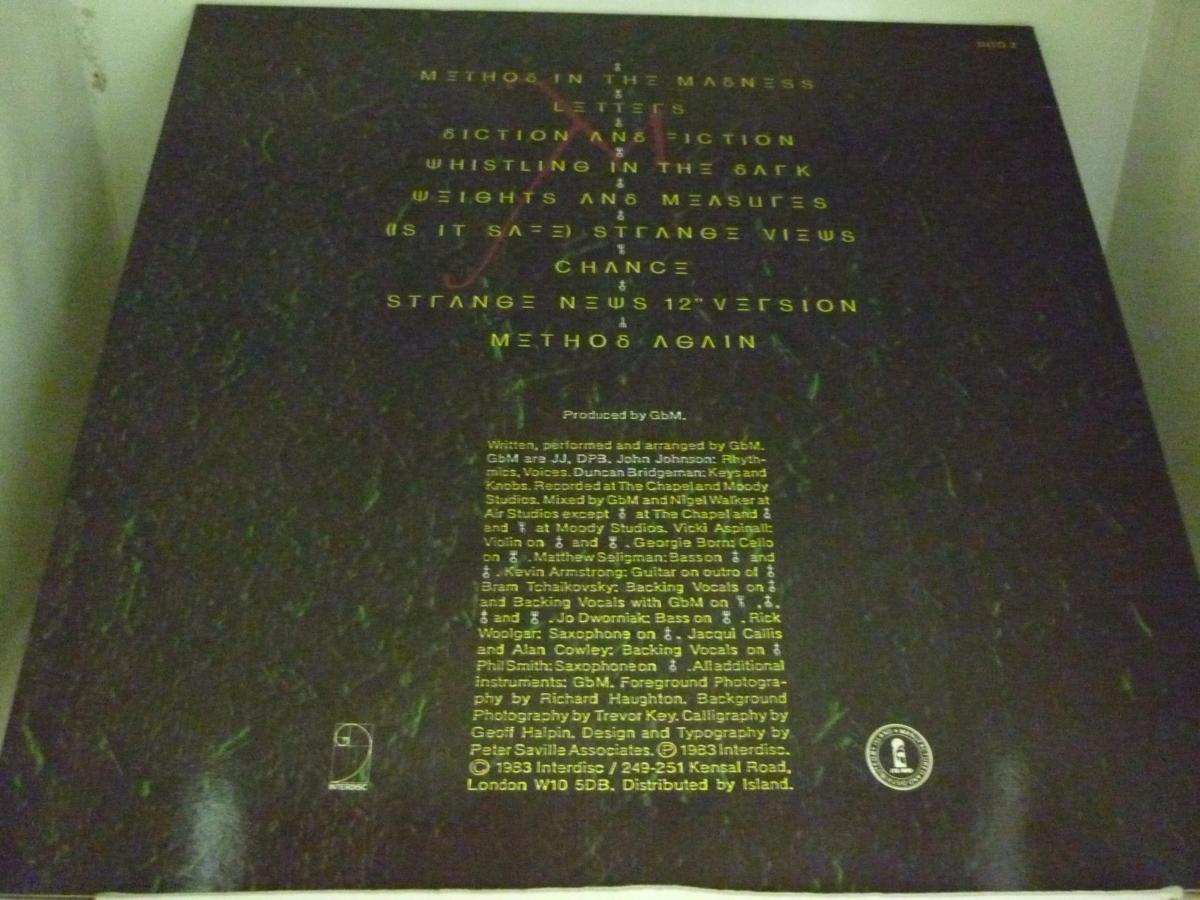 INTO 2
METHOD IN THE MADNESS
LETTERS
DICTION AND FICTION
WHISTLING IN THE DARK
WEIGHTS AND MEASURES
(IS IT SAFE) STRANGE VIEWS
CHANCE
STRANGE NEWS 12" VERSION
METHOD AGAIN
Produced by GbM.
Written, performed and arranged by GbM.
GbM are JJ, DPB. John Johnson: Rhyth-
mics, Voices. Duncan Bridgeman: Keys and
Knobs. Recorded at The Chapel and Moody
Studios. Mixed by GbM and Nigel Walker at
Air Studios except at The Chapel and
and at Moody Studios. Vicki Aspinall:
Violin on and . Georgie Born: Cello
on . Matthew Seligman: Bass on and
. Kevin Armstrong: Guitar on outro of
Bram Tchaikovsky: Backing Vocals on
and Backing Vocals with GbM on , .
and . Jo Dworniak: Bass on . Rick
Woolgar: Saxophone on . Jacqui Callis
and Alan Cowley: Backing Vocals on
Phil Smith: Saxophone on . All additional
instruments: GbM. Foreground Photogra-
phy by Richard Haughton. Background
Photography by Trevor Key. Calligraphy by
Geoff Halpin. Design and Typography by
Peter Saville Associates. Ⓟ 1983 Interdisc.
© 1983 Interdisc / 249-251 Kensal Road,
London W10 5DB. Distributed by Island.
INTERDISC